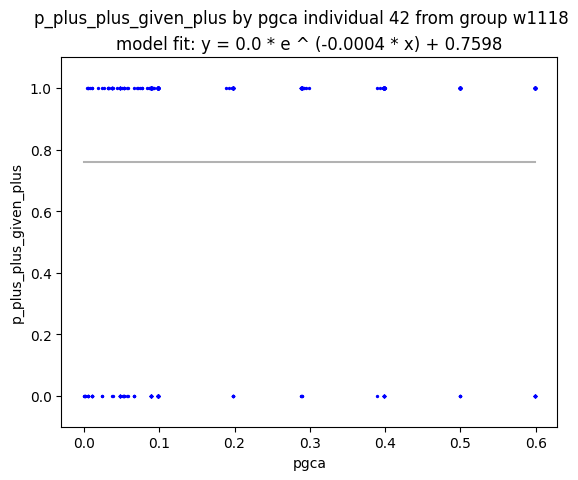 p_plus_plus_given_plus by pgca individual 42 from group w1118
model fit: y = 0.0 * e ^ (-0.0004 * x) + 0.7598
p_plus_plus_given_plus
1.0
0.8
0.6
0.4
0.2
0.0
0.0 0.1 0.2 0.3 0.4 0.5 0.6
pgca